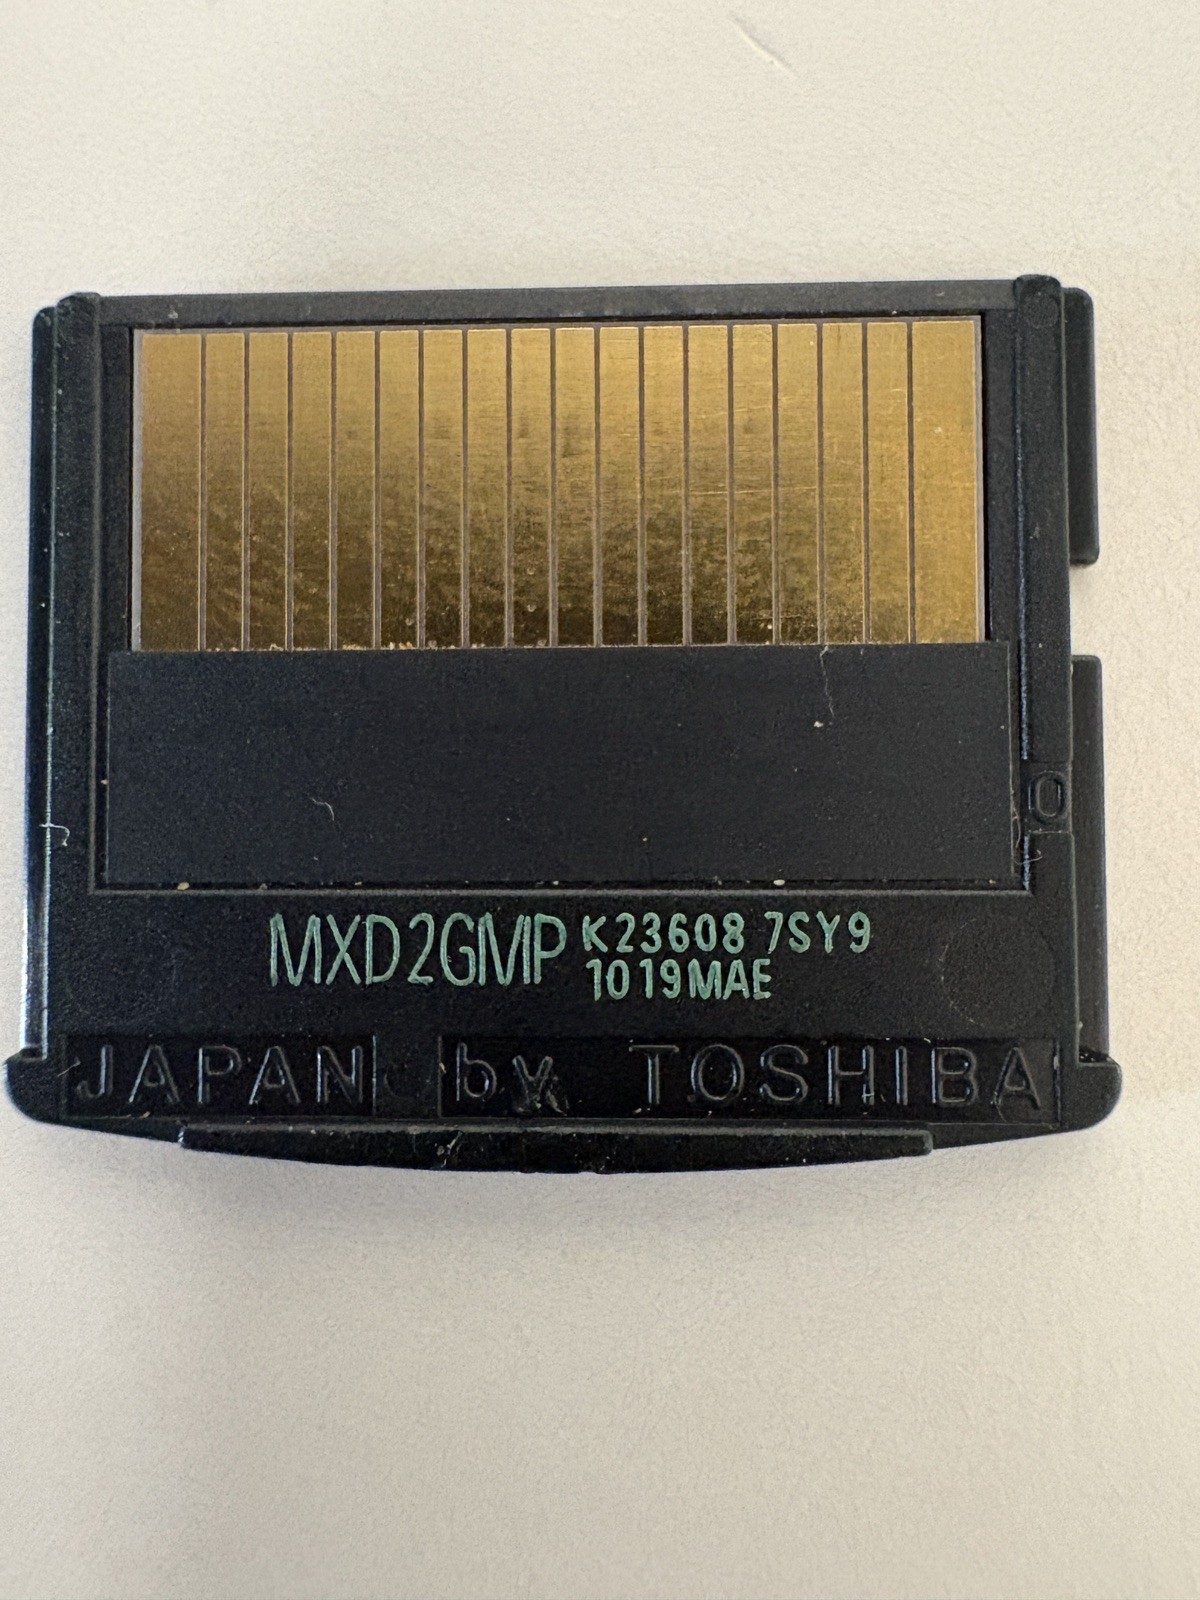 O
MXD2GMP K23608 7SY9
1019MAE
JAPAN by TOSHIBA